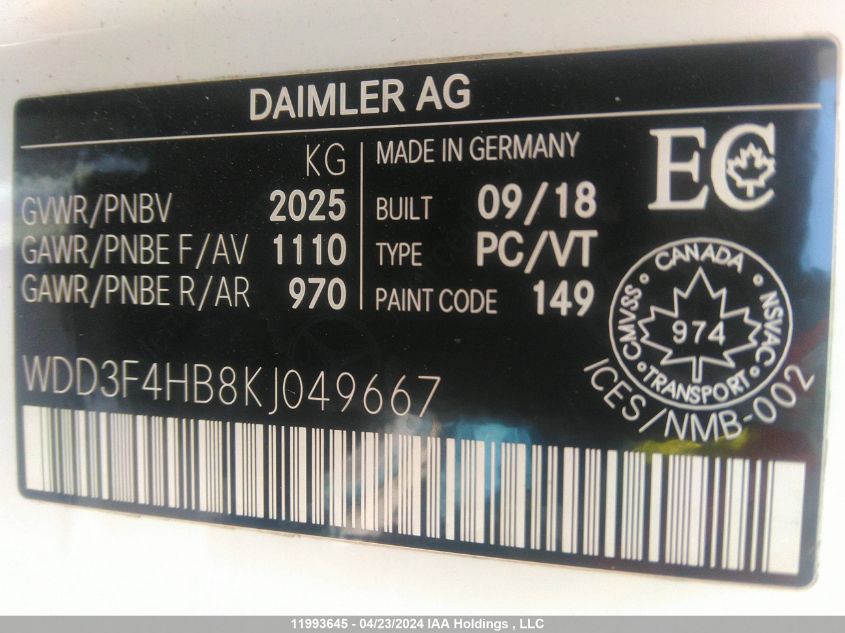 DAIMLER AG
KG
GVWR/PNBV 2025
GAWR/PNBE F/AV 1110
GAWR/PNBE R/AR 970
MADE IN GERMANY
BUILT 09/18
TYPE PC/VT
PAINT CODE 149
EC
CANADA
CMVSS 974 NSVAC
TRANSPORT
ICES/NMB-002
WDD3F4HB8KJ049667
11993645 - 04/23/2024 IAA Holdings , LLC